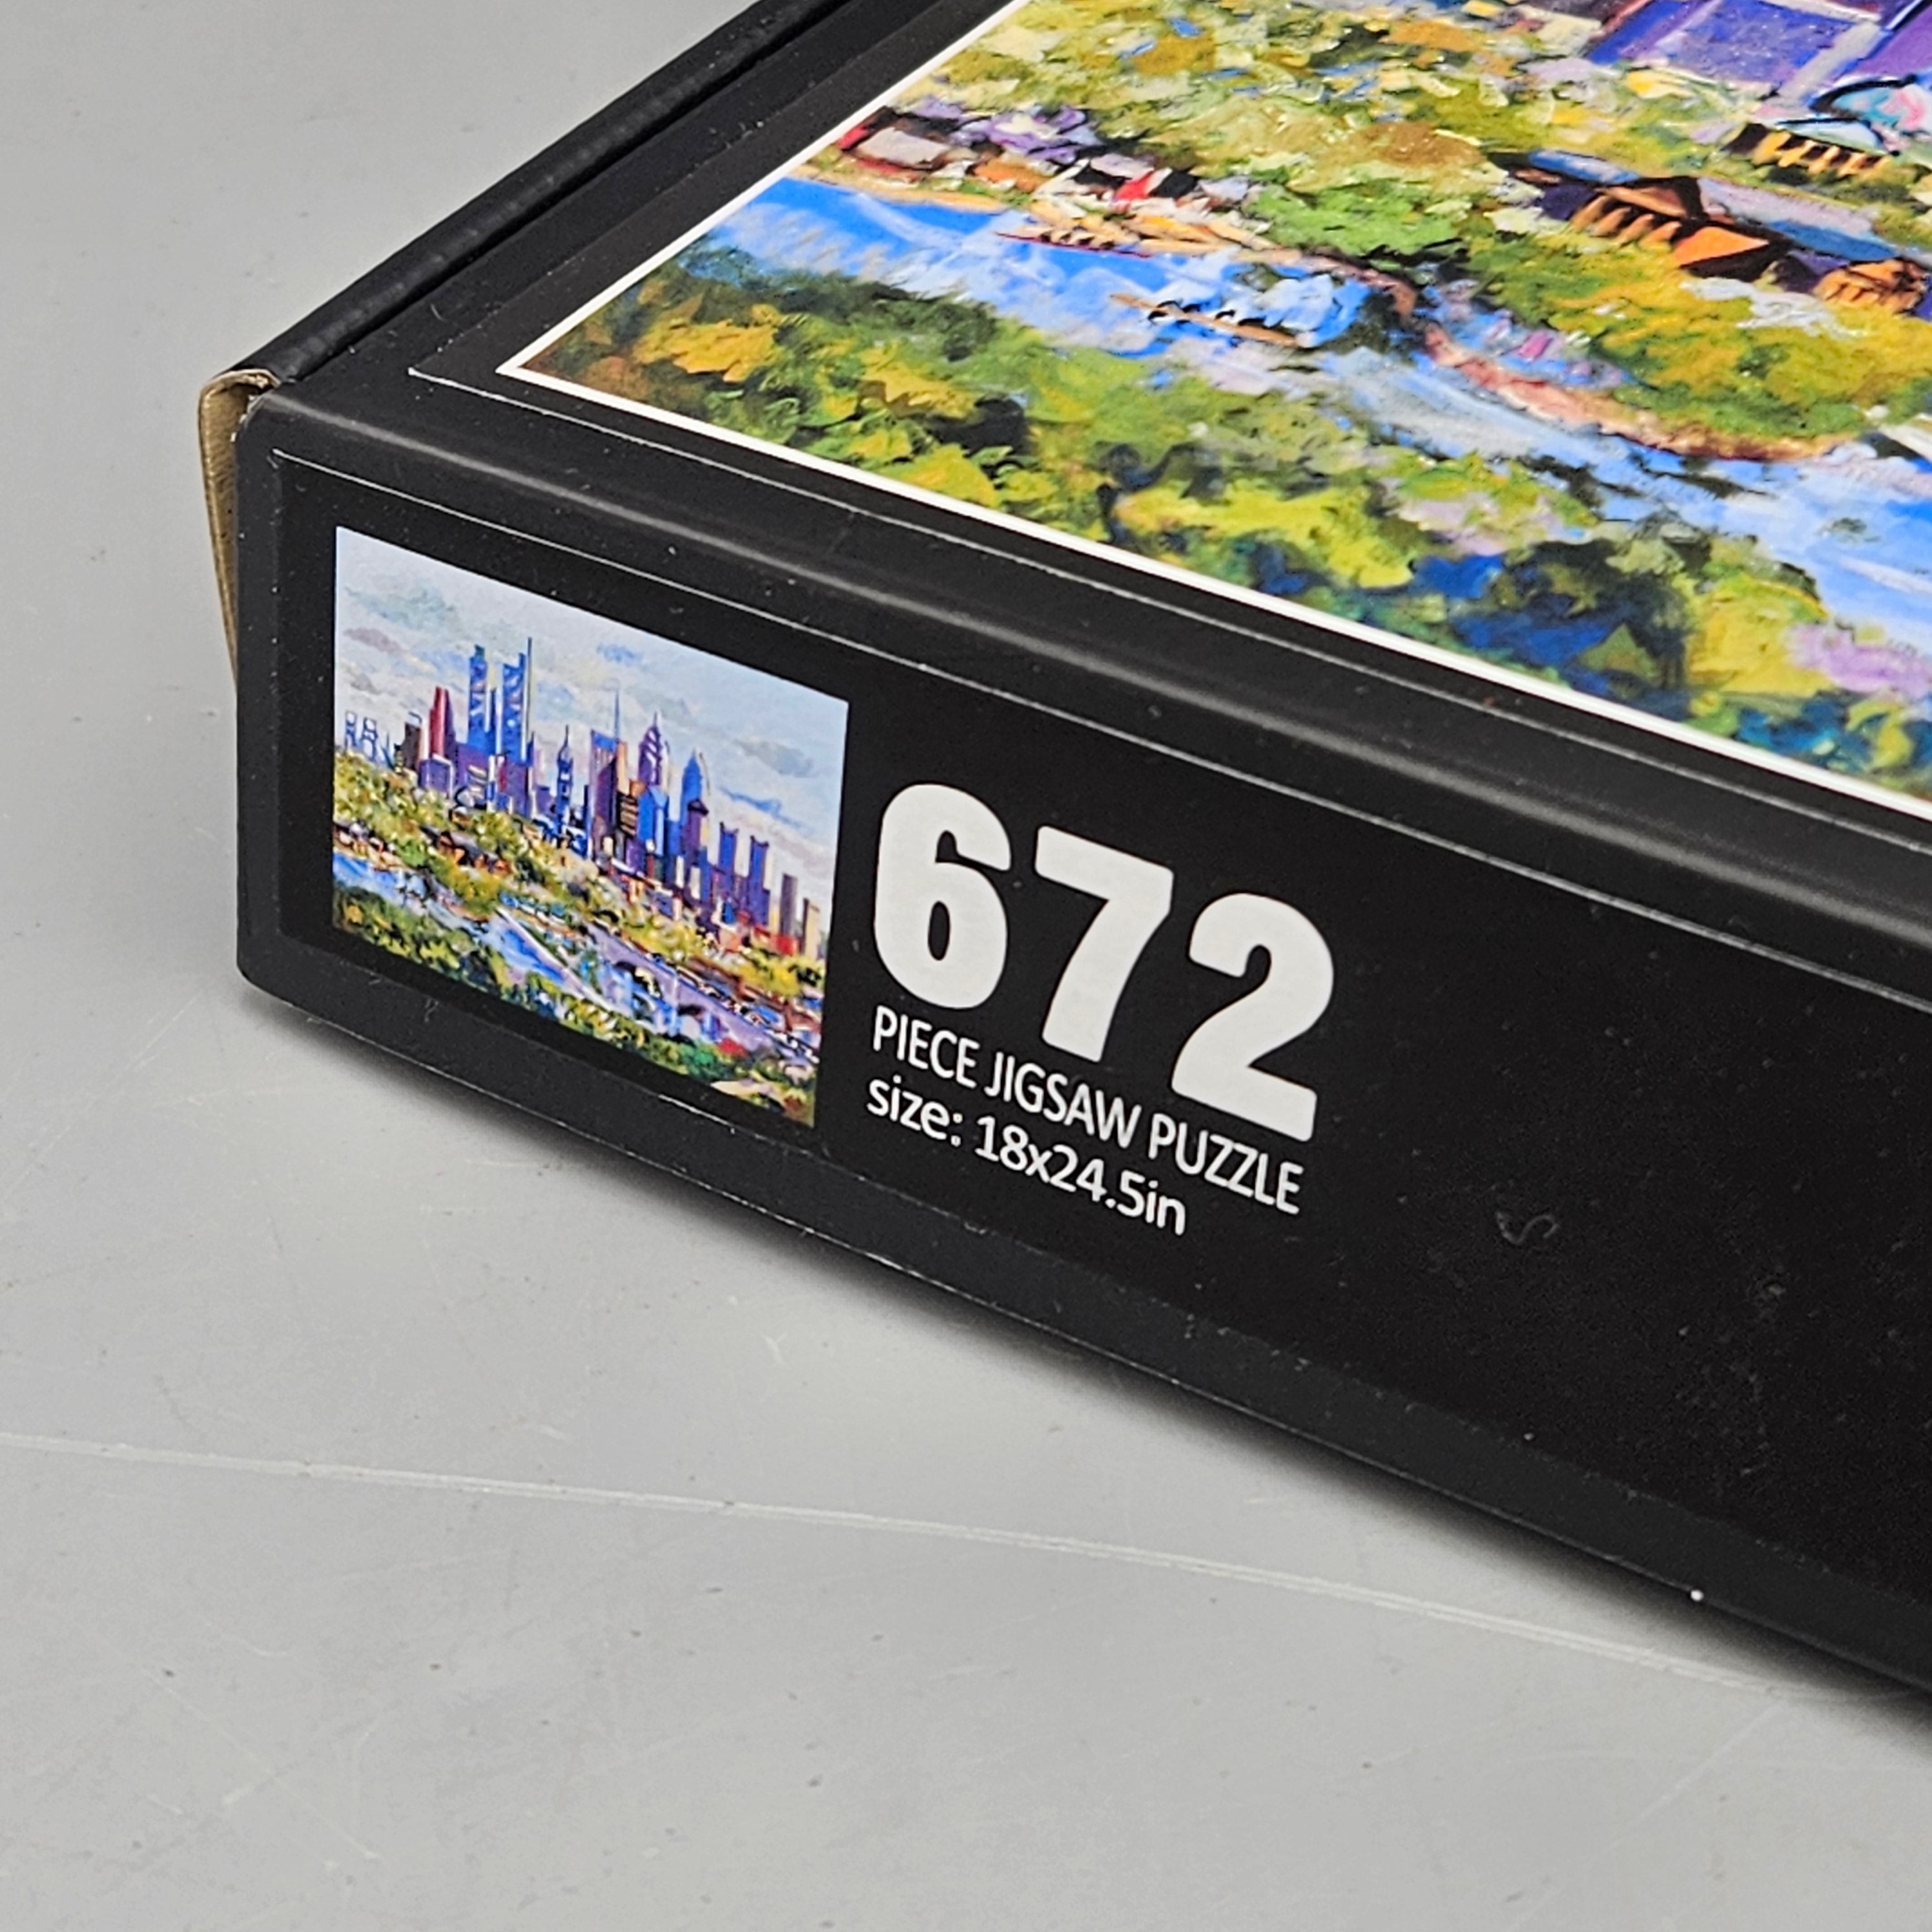 672
PIECE JIGSAW PUZZLE
size: 18x24.5in